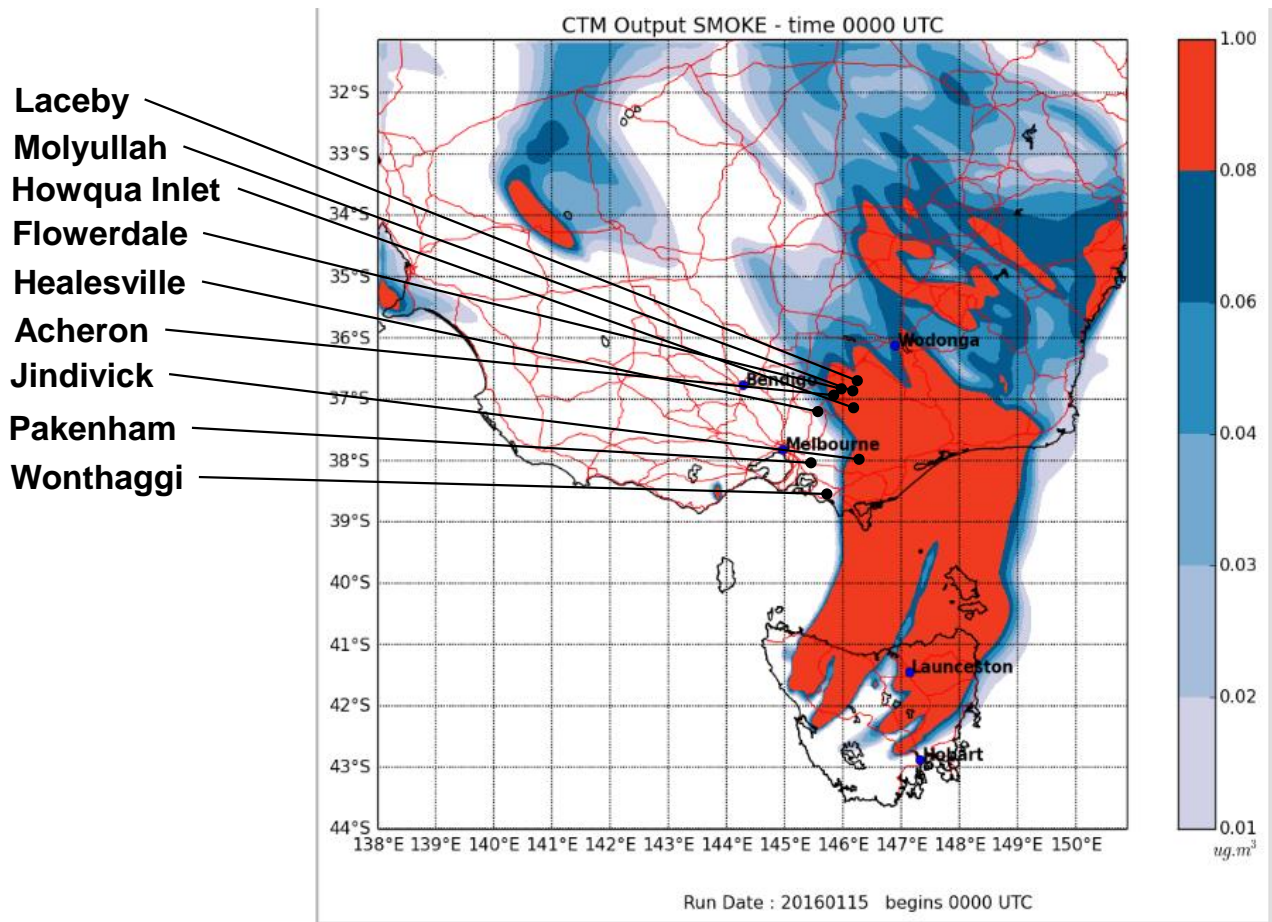 CTM Output SMOKE - time 0000 UTC
Laceby
Molyullah
Howqua Inlet
Flowerdale
Healesville
Acheron
Jindivick
Pakenham
Wonthaggi
32°S
33°S
34°S
35°S
36°S
37°S
38°S
39°S
40°S
41°S
42°S
43°S
44°S
Wodonga
Bendigo
Melbourne
Launceston
Hobart
138°E 139°E 140°E 141°E 142°E 143°E 144°E 145°E 146°E 147°E 148°E 149°E 150°E
1.00
0.08
0.06
0.04
0.03
0.02
0.01
ug.m³
Run Date : 20160115 begins 0000 UTC